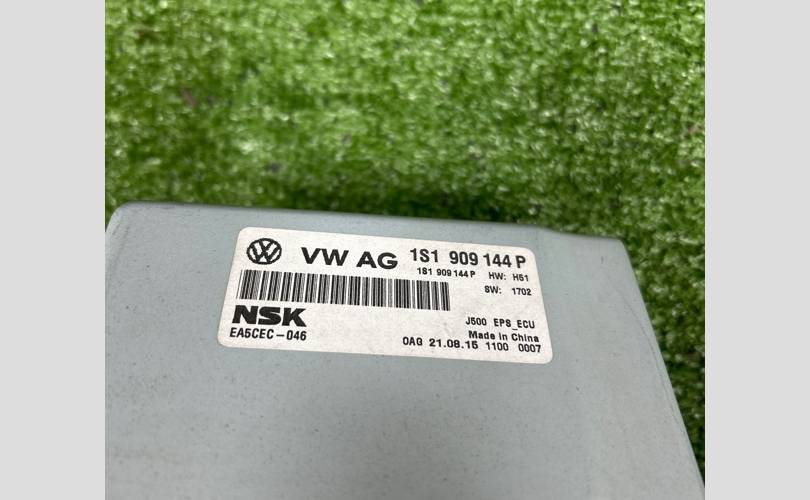 VW AG 1S1 909 144 P
1S1 909 144 P HW: H51
SW: 1702
NSK
EA5CEC-046
J500 EPS_ECU
Made in China
0AG 21.08.15 1100 0007